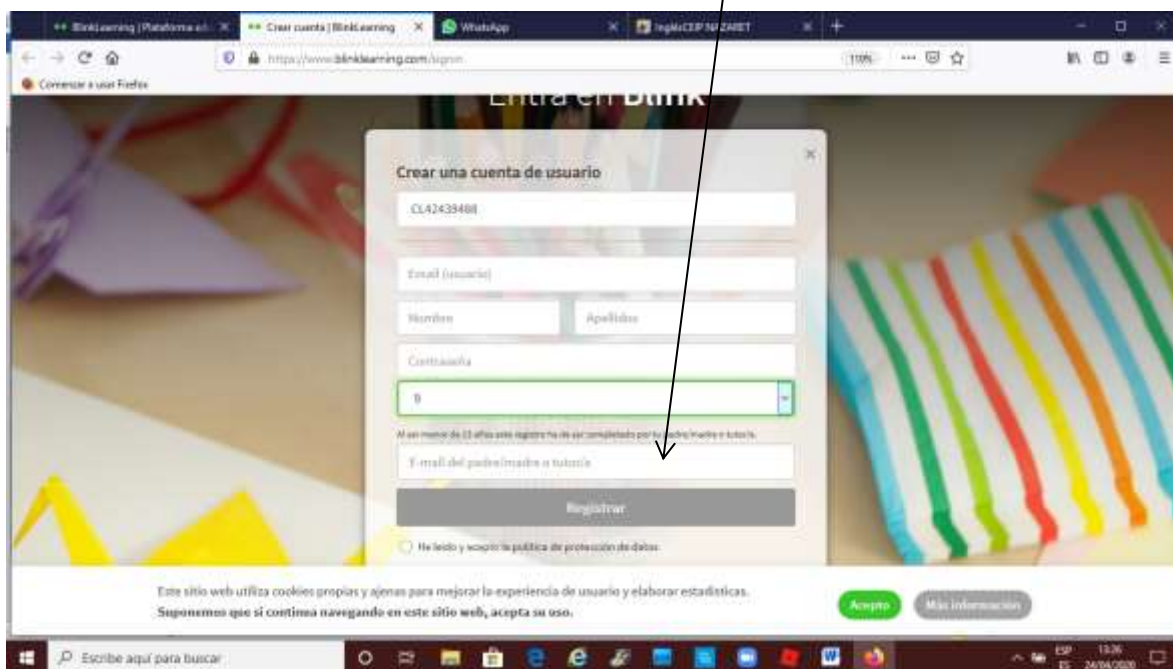 BlinkLearning | Plataforma
Crear cuenta | BlinkLearning
WhatsApp
InglésCEIP NAZARET
https://www.blinklearning.com/signin
110%
Comenzar a usar Firefox
Entra en Blink
Crear una cuenta de usuario
CL42439488
Email (usuario)
Nombre
Apellidos
Contraseña
Al ser menor de 13 años este registro ha de ser completado por tu padre/madre o tutor/a.
E-mail del padre/madre o tutor/a
Registrar
He leído y acepto la política de protección de datos
Este sitio web utiliza cookies propias y ajenas para mejorar la experiencia de usuario y elaborar estadísticas.
Suponemos que si continua navegando en este sitio web, acepta su uso.
Acepto
Más información
Escribe aquí para buscar
ESP
ES
13:26
24/04/2020